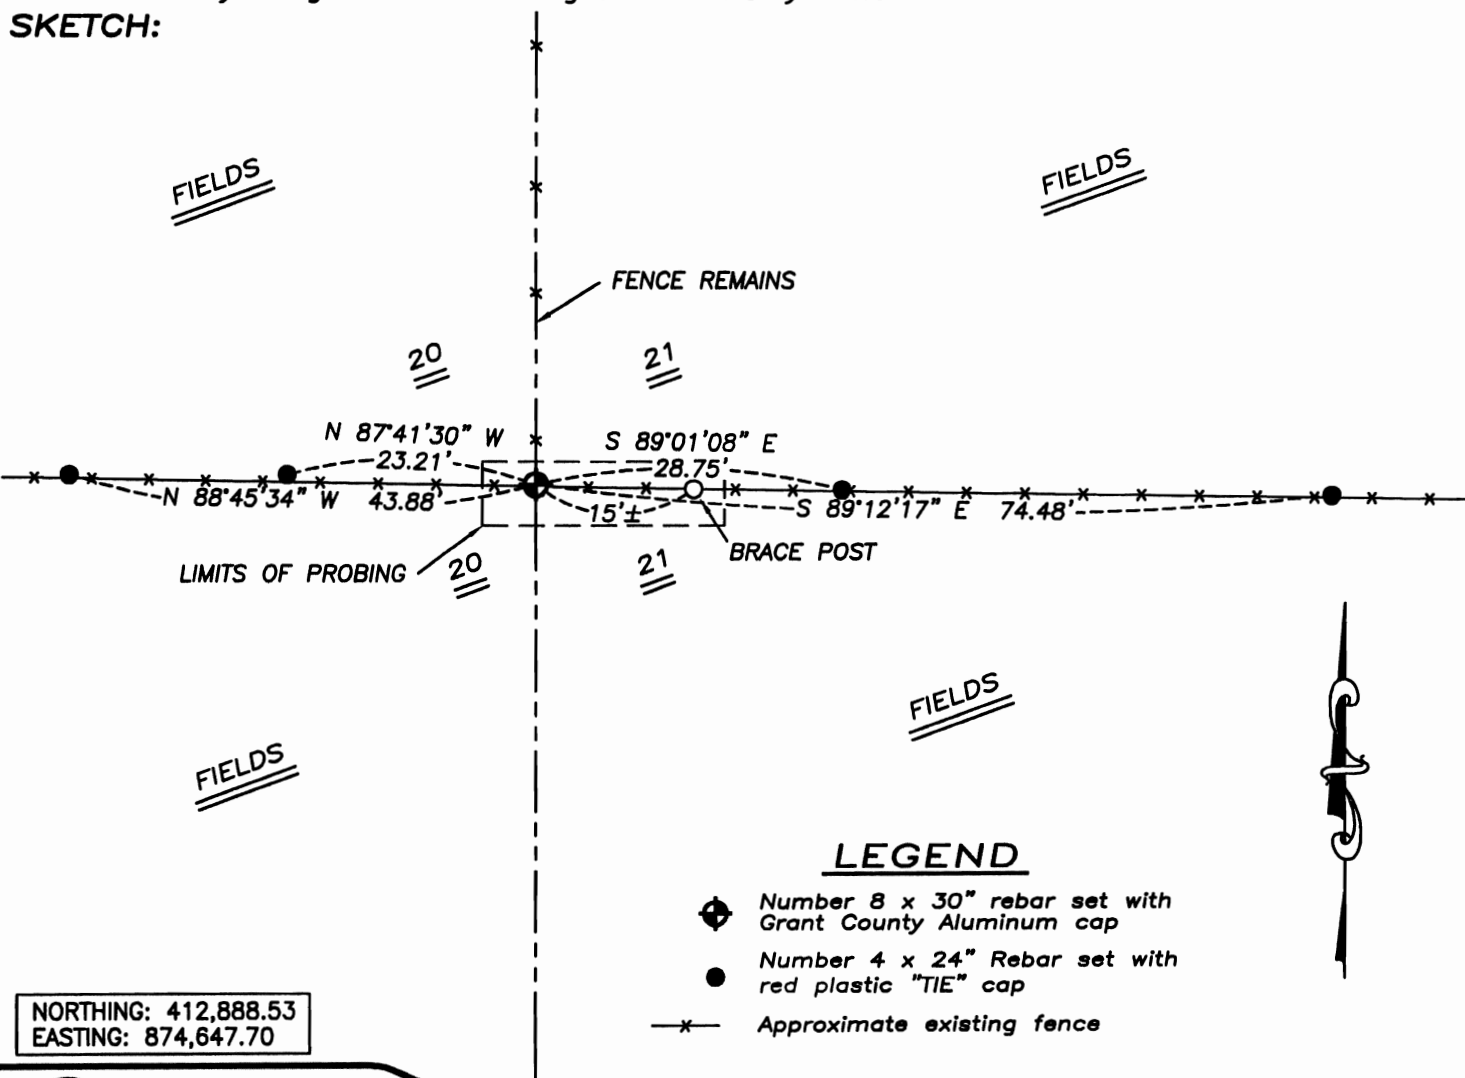 SKETCH:
FIELDS
FIELDS
FENCE REMAINS
20
21
N 87°41'30" W
S 89°01'08" E
23.21'
28.75'
N 88°45'34" W 43.88'
15'±
S 89°12'17" E 74.48'
BRACE POST
LIMITS OF PROBING
20
21
FIELDS
FIELDS
LEGEND
Number 8 x 30" rebar set with
Grant County Aluminum cap
Number 4 x 24" Rebar set with
red plastic "TIE" cap
Approximate existing fence
NORTHING: 412,888.53
EASTING: 874,647.70